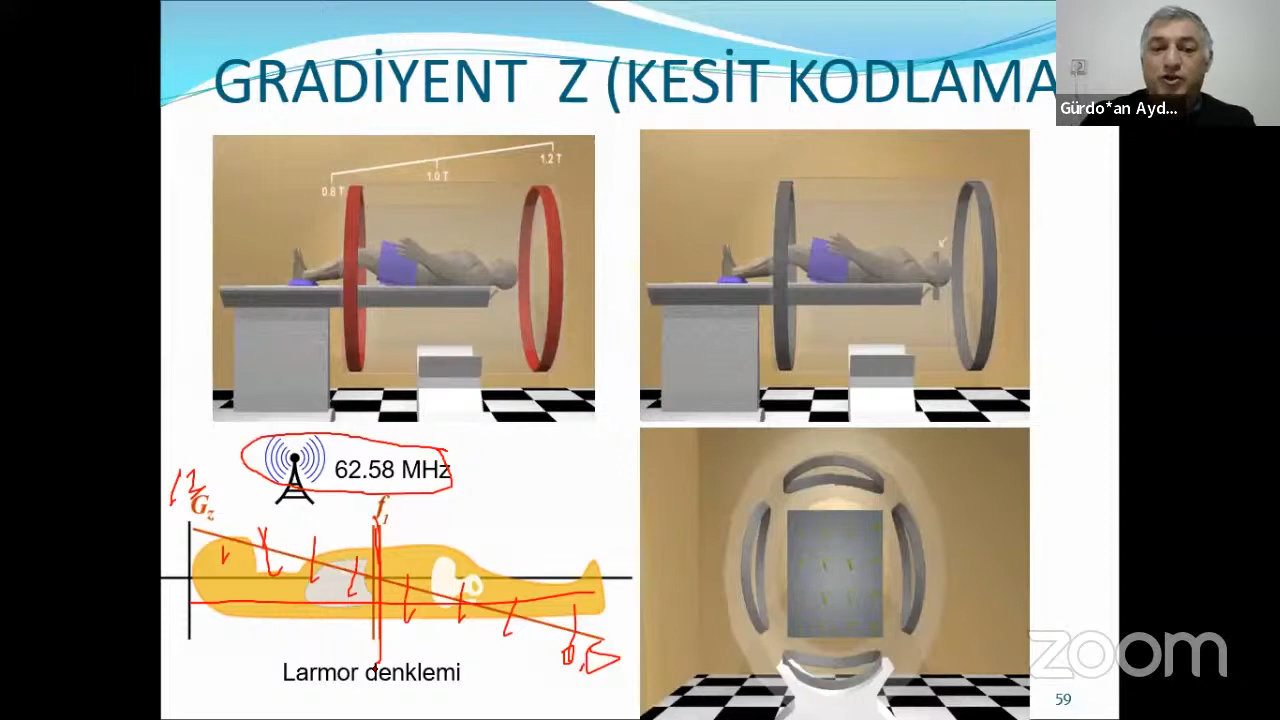 GRADİYENT Z (KESİT KODLAMA
Gürdo*an Ayd...
0.8 T
1.0 T
1.2 T
62.58 MHz
12
Gz
f1
Larmor denklemi
zoom
59